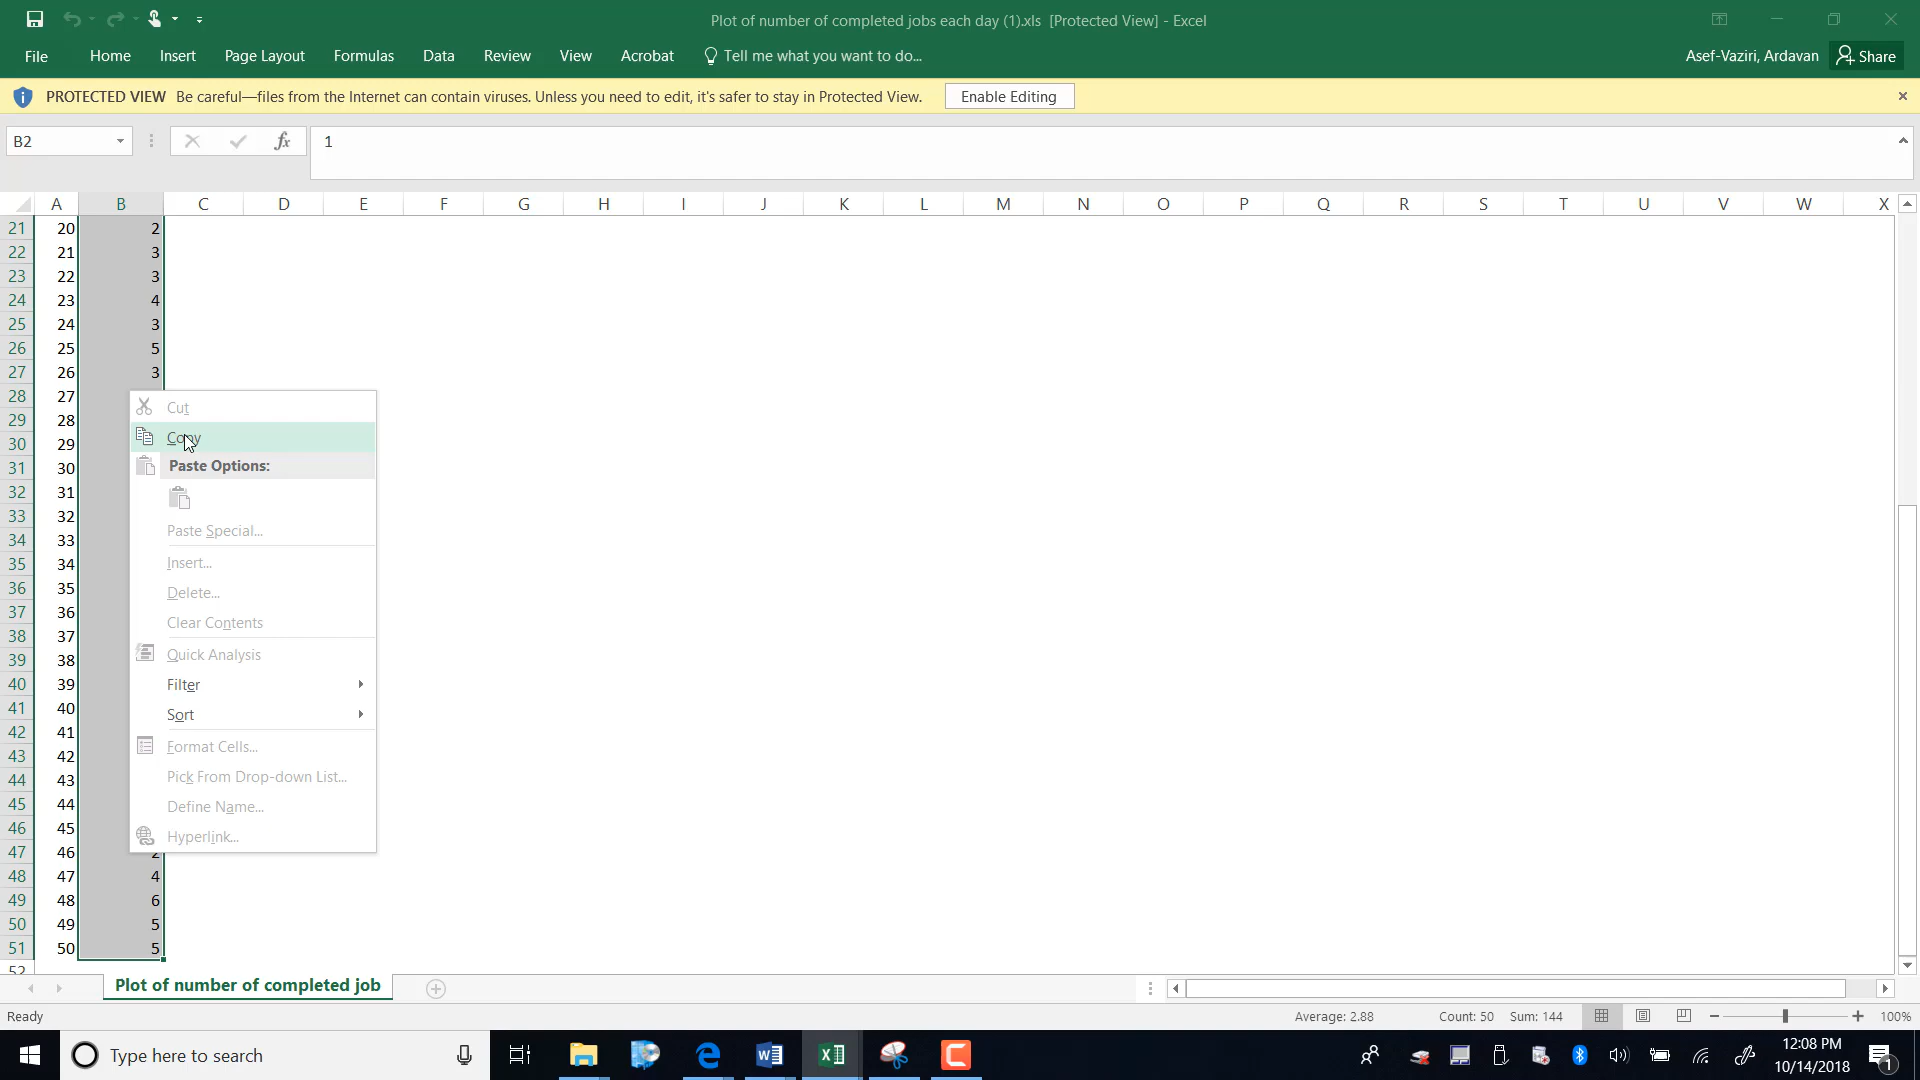 Plot of number of completed jobs each day (1).xls [Protected View] - Excel
File Home Insert Page Layout Formulas Data Review View Acrobat Tell me what you want to do... Asef-Vaziri, Ardavan Share
PROTECTED VIEW Be careful—files from the Internet can contain viruses. Unless you need to edit, it's safer to stay in Protected View. Enable Editing
B2 fx 1
A B C D E F G H I J K L M N O P Q R S T U V W X
21 20 2
22 21 3
23 22 3
24 23 4
25 24 3
26 25 5
27 26 3
28 27
29 28
30 29
31 30
32 31
33 32
34 33
35 34
36 35
37 36
38 37
39 38
40 39
41 40
42 41
43 42
44 43
45 44
46 45
47 46 2
48 47 4
49 48 6
50 49 5
51 50 5
52
Cut
Copy
Paste Options:
Paste Special...
Insert...
Delete...
Clear Contents
Quick Analysis
Filter
Sort
Format Cells...
Pick From Drop-down List...
Define Name...
Hyperlink...
Plot of number of completed job
Ready Average: 2.88 Count: 50 Sum: 144 100%
Type here to search
12:08 PM
10/14/2018
1